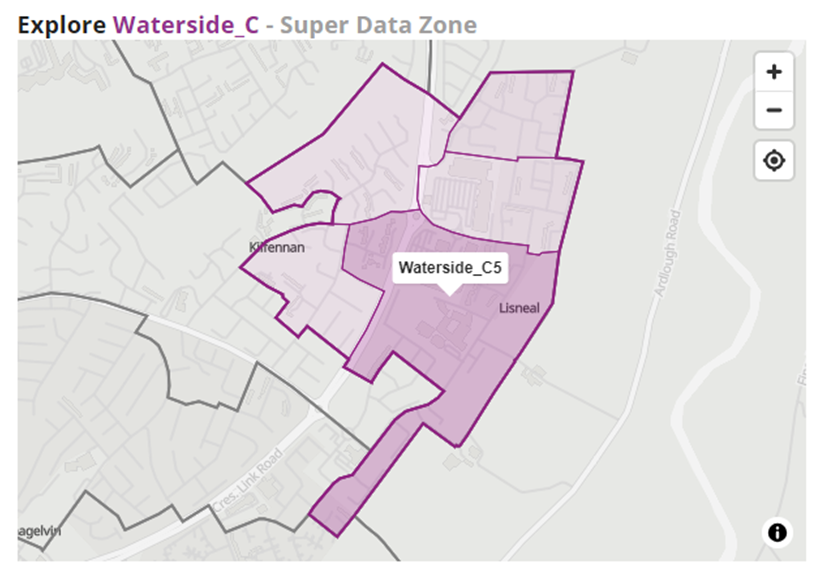 Explore Waterside_C - Super Data Zone
+
−
Kilfennan
Waterside_C5
Lisneal
Ardlough Road
Cres. Link Road
agelvin
i